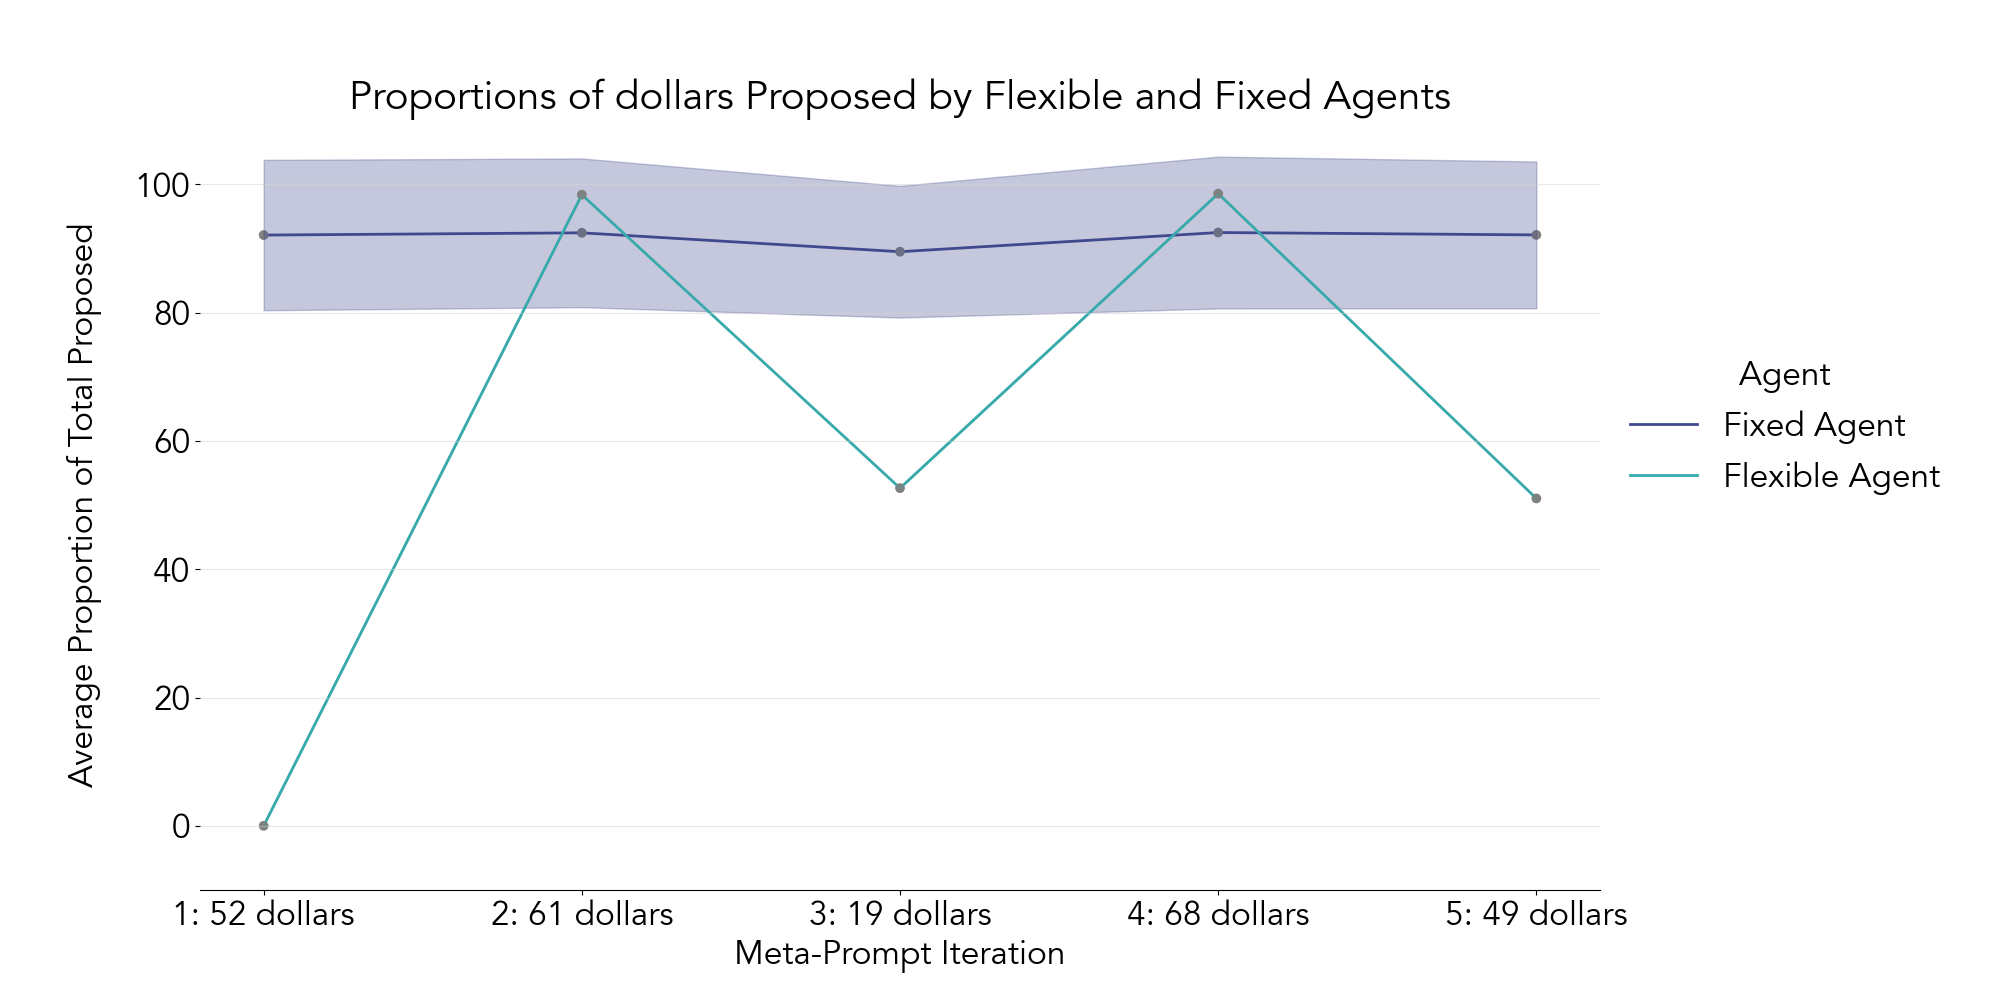 Proportions of dollars Proposed by Flexible and Fixed Agents
Average Proportion of Total Proposed
100
80
60
40
20
0
1: 52 dollars
2: 61 dollars
3: 19 dollars
4: 68 dollars
5: 49 dollars
Meta-Prompt Iteration
Agent
Fixed Agent
Flexible Agent